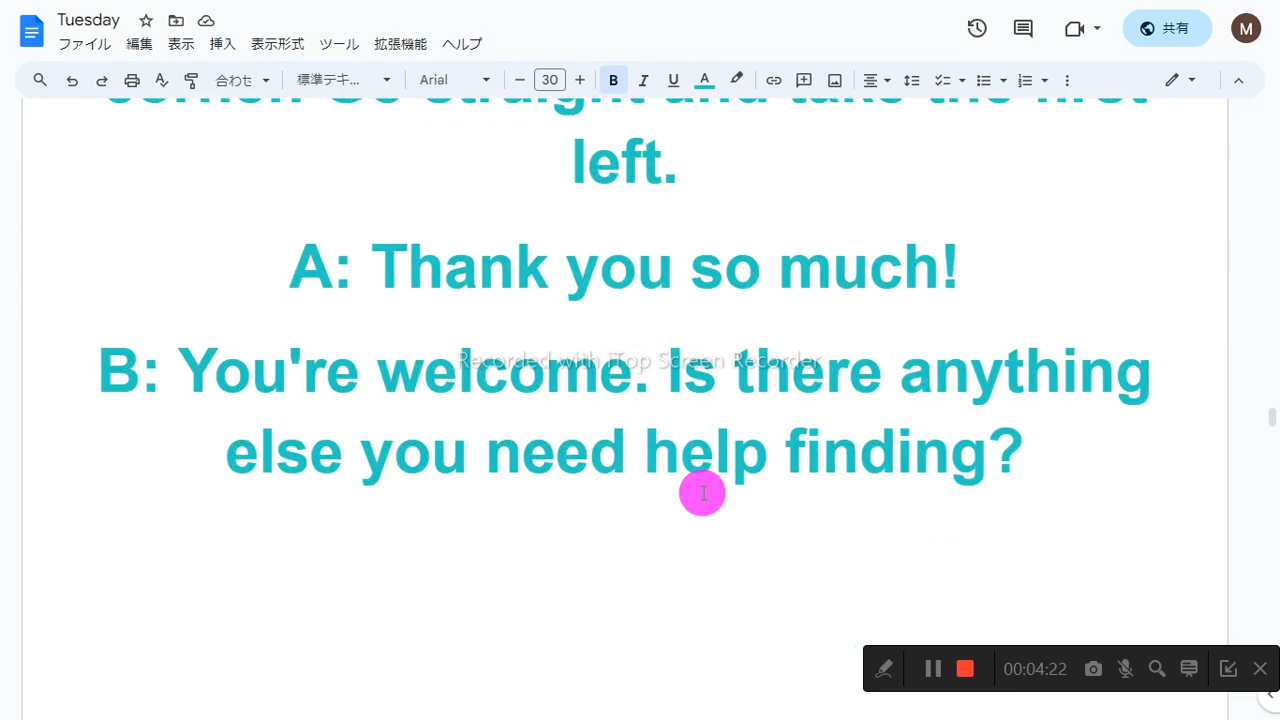 Tuesday
ファイル 編集 表示 挿入 表示形式 ツール 拡張機能 ヘルプ
共有
M
合わせ 標準テキ... Arial 30 B I U A
left.
A: Thank you so much!
B: You're welcome. Is there anything
else you need help finding?
Recorded with iTop Screen Recorder
00:04:22